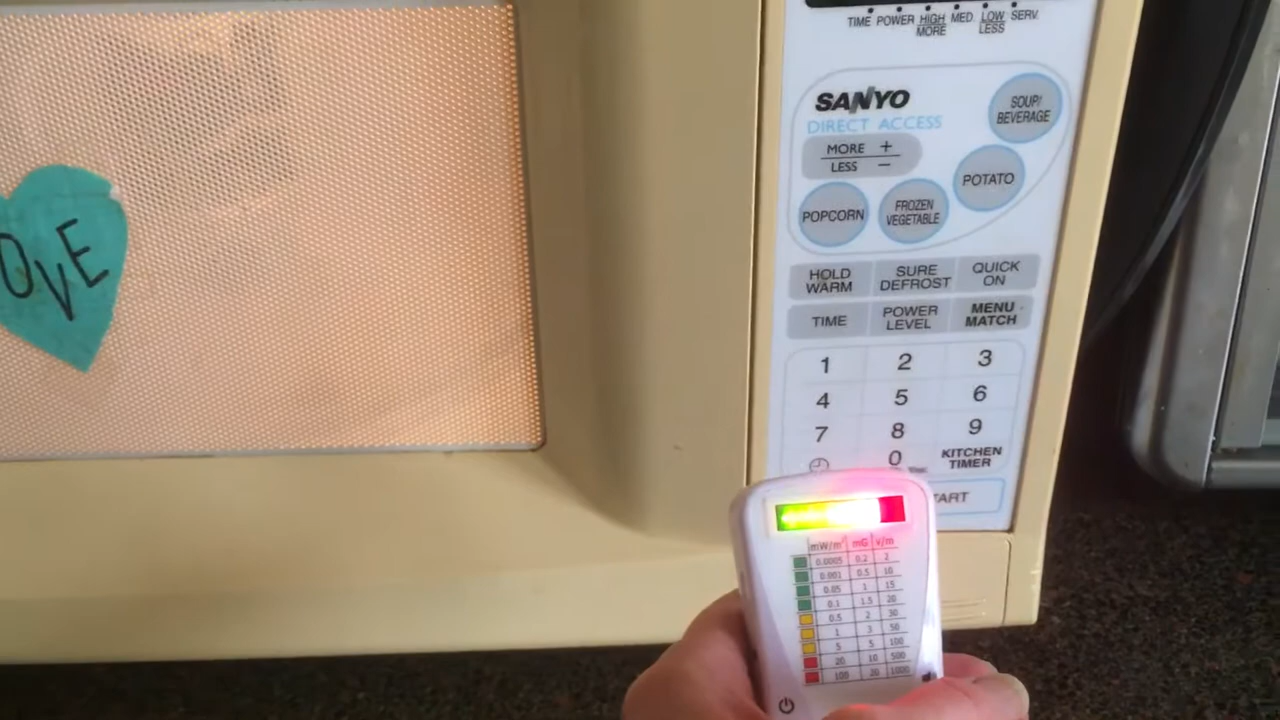 TIME POWER HIGH MED. LOW SERV.
MORE LESS
SANYO
DIRECT ACCESS
SOUP/
BEVERAGE
MORE +
LESS −
POTATO
POPCORN
FROZEN
VEGETABLE
HOLD
WARM
SURE
DEFROST
QUICK
ON
TIME
POWER
LEVEL
MENU
MATCH
1 2 3
4 5 6
7 8 9
0
KITCHEN
TIMER
TART
OVE
mW/m² mG v/m
0.0005 0.2 2
0.001 0.5 10
0.05 1 15
0.1 1.5 20
0.5 2 30
1 3 50
5 5 100
20 10 500
100 20 1000